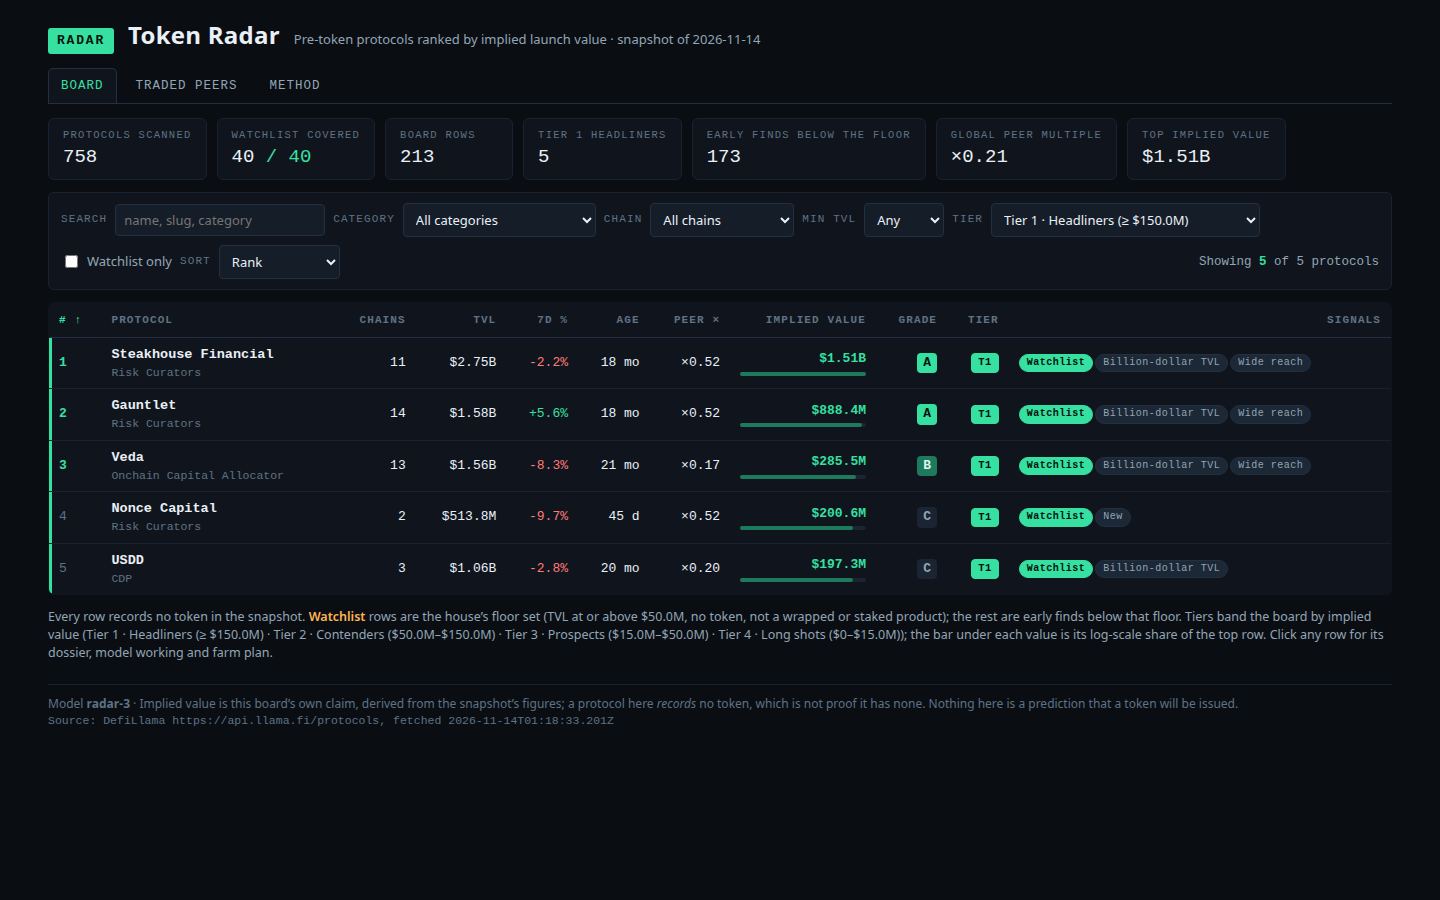 RADAR Token Radar Pre-token protocols ranked by implied launch value · snapshot of 2026-11-14
BOARD TRADED PEERS METHOD
PROTOCOLS SCANNED WATCHLIST COVERED BOARD ROWS TIER 1 HEADLINERS EARLY FINDS BELOW THE FLOOR GLOBAL PEER MULTIPLE TOP IMPLIED VALUE
758 40 / 40 213 5 173 ×0.21 $1.51B
SEARCH name, slug, category CATEGORY All categories CHAIN All chains MIN TVL Any TIER Tier 1 · Headliners (≥ $150.0M)
Watchlist only SORT Rank Showing 5 of 5 protocols
# ↑ PROTOCOL CHAINS TVL 7D % AGE PEER × IMPLIED VALUE GRADE TIER SIGNALS
1 Steakhouse Financial 11 $2.75B -2.2% 18 mo ×0.52 $1.51B A T1 Watchlist Billion-dollar TVL Wide reach
Risk Curators
2 Gauntlet 14 $1.58B +5.6% 18 mo ×0.52 $888.4M A T1 Watchlist Billion-dollar TVL Wide reach
Risk Curators
3 Veda 13 $1.56B -8.3% 21 mo ×0.17 $285.5M B T1 Watchlist Billion-dollar TVL Wide reach
Onchain Capital Allocator
4 Nonce Capital 2 $513.8M -9.7% 45 d ×0.52 $200.6M C T1 Watchlist New
Risk Curators
5 USDD 3 $1.06B -2.8% 20 mo ×0.20 $197.3M C T1 Watchlist Billion-dollar TVL
CDP
Every row records no token in the snapshot. Watchlist rows are the house's floor set (TVL at or above $50.0M, no token, not a wrapped or staked product); the rest are early finds below that floor. Tiers band the board by implied
value (Tier 1 · Headliners (≥ $150.0M) · Tier 2 · Contenders ($50.0M–$150.0M) · Tier 3 · Prospects ($15.0M–$50.0M) · Tier 4 · Long shots ($0–$15.0M)); the bar under each value is its log-scale share of the top row. Click any row for its
dossier, model working and farm plan.
Model radar-3 · Implied value is this board's own claim, derived from the snapshot's figures; a protocol here records no token, which is not proof it has none. Nothing here is a prediction that a token will be issued.
Source: DefiLlama https://api.llama.fi/protocols, fetched 2026-11-14T01:18:33.201Z